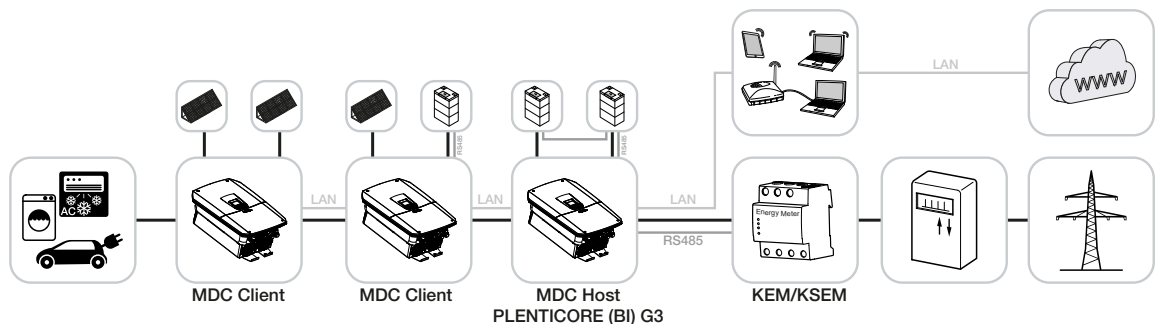 LAN
WWW
RS485
RS485
AC
LAN
LAN
LAN
RS485
Energy Meter
MDC Client
MDC Client
MDC Host
PLENTICORE (BI) G3
KEM/KSEM